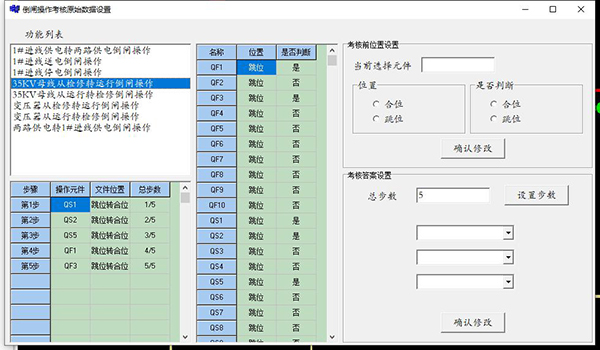 倒闸操作考核原始数据设置
功能列表
1#进线供电特两路供电倒闸操作
1#进线送电倒闸操作
1#进线停电倒闸操作
35KV母线从检修转运行倒闸操作
35KV母线从运行转检修倒闸操作
变压器从检修转运行倒闸操作
变压器从运行转检修倒闸操作
两路供电转1#进线供电倒闸操作
步骤 操作元件 文件位置 总步数
第1步 QS1 跳位转合位 1/5
第2步 QS2 跳位转合位 2/5
第3步 QS5 跳位转合位 3/5
第4步 QF1 跳位转合位 4/5
第5步 QF3 跳位转合位 5/5
名称 位置 是否判断
QF1 跳位 是
QF2 跳位 否
QF3 跳位 是
QF4 跳位 否
QF5 跳位 否
QF6 跳位 否
QF7 跳位 否
QF8 跳位 否
QF9 跳位 否
QF10 跳位 否
QS1 跳位 是
QS2 跳位 是
QS3 跳位 否
QS4 跳位 否
QS5 跳位 是
QS6 跳位 否
QS7 跳位 否
QS8 跳位 否
考核前位置设置
当前选择元件
位置 是否判断
合位 合位
跳位 跳位
确认修改
考核答案设置
总步数 5 设置步数
确认修改